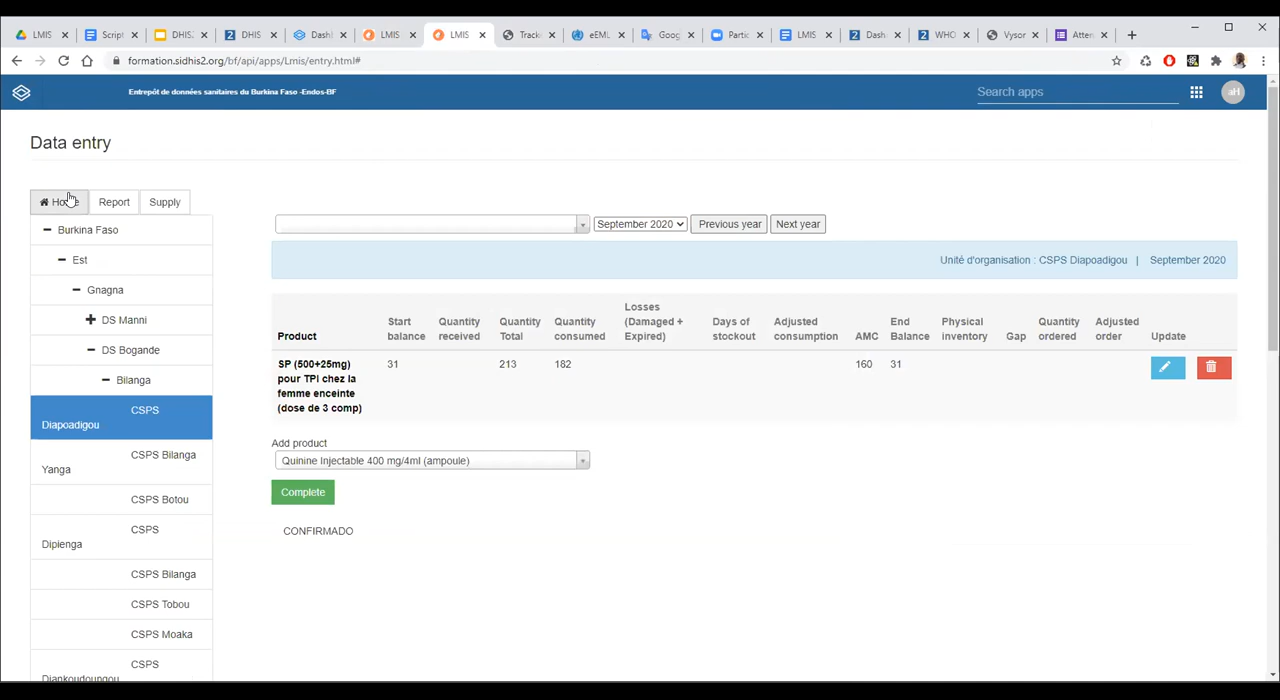 LMIS
Script
DHIS2
DHIS
Dashb
LMIS
LMIS
Tracki
eEML
Goog
Partic
LMIS
Dasha
WHO
Vysor
Atten
formation.sidhis2.org/bf/api/apps/Lmis/entry.html#
Entrepôt de données sanitaires du Burkina Faso -Endos-BF
Search apps
aH
Data entry
Report
Supply
September 2020
Previous year
Next year
Burkina Faso
Est
Gnagna
DS Manni
DS Bogande
Bilanga
CSPS
Diapoadigou
CSPS Bilanga
Yanga
CSPS Botou
CSPS
Dipienga
CSPS Bilanga
CSPS Tobou
CSPS Moaka
CSPS
Diankoudoungou
Unité d'organisation : CSPS Diapoadigou | September 2020
Product
Start
balance
Quantity
received
Quantity
Total
Quantity
consumed
Losses
(Damaged +
Expired)
Days of
stockout
Adjusted
consumption
AMC
End
Balance
Physical
inventory
Gap
Quantity
ordered
Adjusted
order
Update
SP (500+25mg)
pour TPI chez la
femme enceinte
(dose de 3 comp)
31
213
182
160
31
Add product
Quinine Injectable 400 mg/4ml (ampoule)
Complete
CONFIRMADO